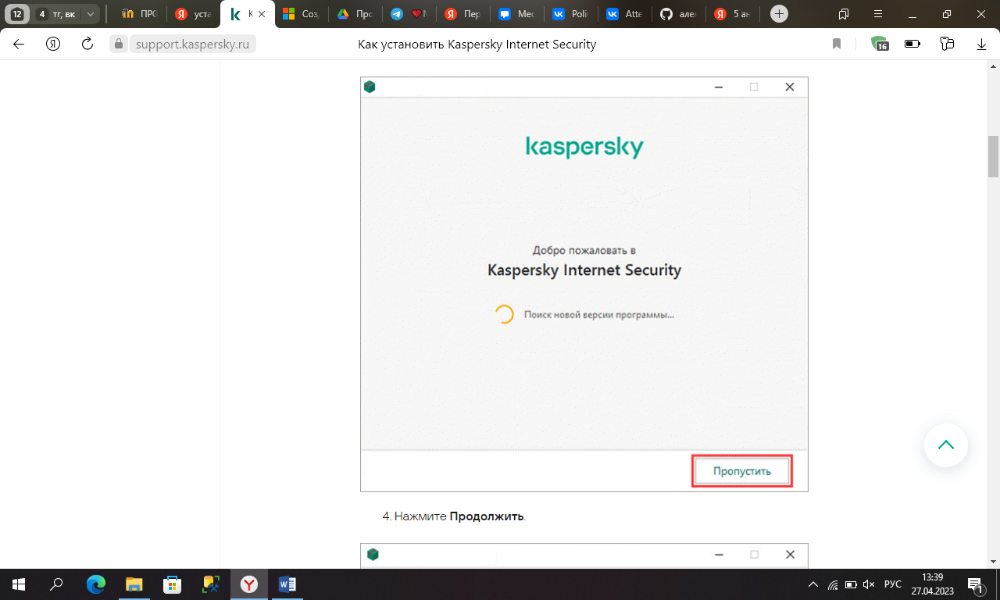 12 4 тг, вк ПРО уста К Соз Про Пер Мес Poli Atte але 5 ан
support.kaspersky.ru Как установить Kaspersky Internet Security 16
kaspersky
Добро пожаловать в
Kaspersky Internet Security
Поиск новой версии программы...
Пропустить
4. Нажмите Продолжить.
РУС 13:39
27.04.2023 1